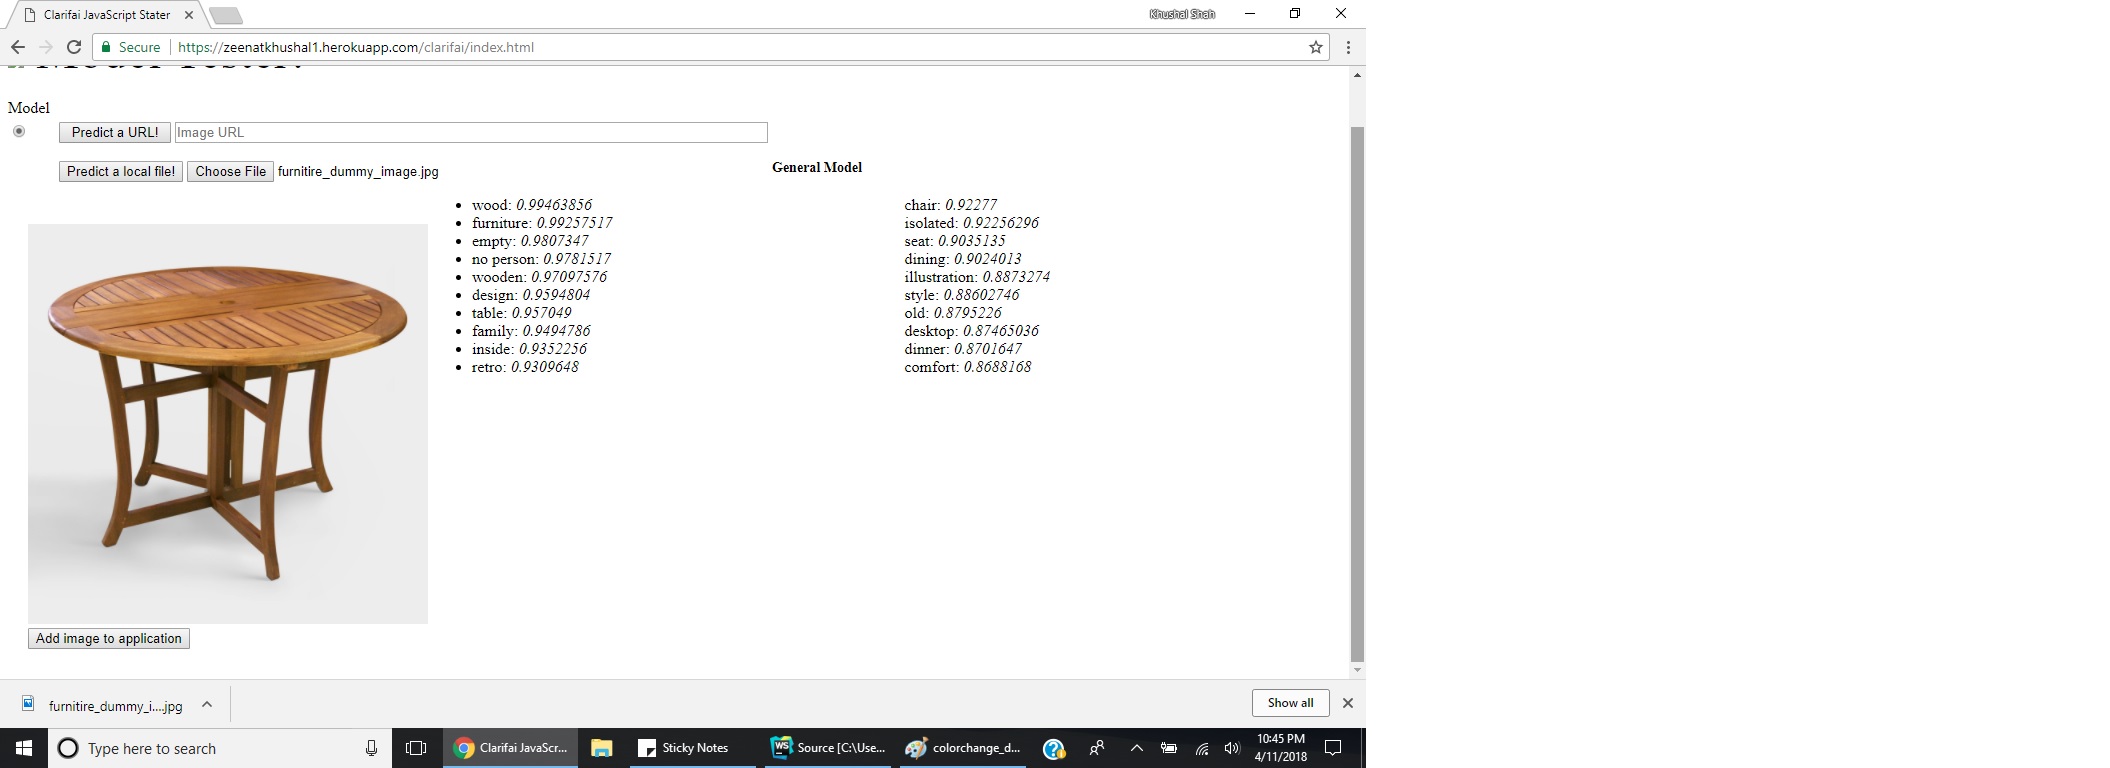 Clarifai JavaScript Stater
Khushal Shah
Secure https://zeenatkhushal1.herokuapp.com/clarifai/index.html
Model Tester!
Model
Predict a URL! Image URL
Predict a local file! Choose File furnitire_dummy_image.jpg
General Model
wood: 0.99463856
furniture: 0.99257517
empty: 0.9807347
no person: 0.9781517
wooden: 0.97097576
design: 0.9594804
table: 0.957049
family: 0.9494786
inside: 0.9352256
retro: 0.9309648
chair: 0.92277
isolated: 0.92256296
seat: 0.9035135
dining: 0.9024013
illustration: 0.8873274
style: 0.88602746
old: 0.8795226
desktop: 0.87465036
dinner: 0.8701647
comfort: 0.8688168
Add image to application
furnitire_dummy_i....jpg
Show all
Type here to search
Clarifai JavaScr...
Sticky Notes
WS
Source [C:\Use...
colorchange_d...
10:45 PM
4/11/2018